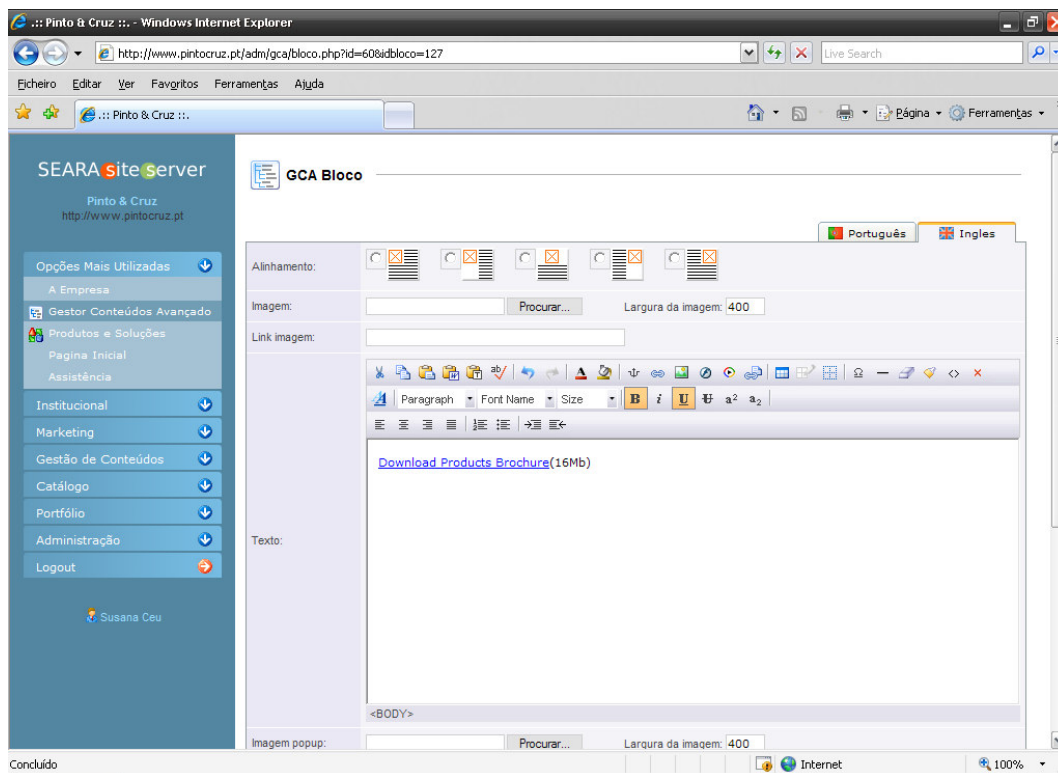 .:: Pinto & Cruz ::. - Windows Internet Explorer
http://www.pintocruz.pt/adm/gca/bloco.php?id=60&idbloco=127
Live Search
Ficheiro Editar Ver Favoritos Ferramentas Ajuda
.:: Pinto & Cruz ::.
Página Ferramentas
SEARA site server
Pinto & Cruz
http://www.pintocruz.pt
GCA Bloco
Português Ingles
Opções Mais Utilizadas
A Empresa
Gestor Conteúdos Avançado
Produtos e Soluções
Pagina Inicial
Assistência
Institucional
Marketing
Gestão de Conteúdos
Catálogo
Portfólio
Administração
Logout
Susana Ceu
Alinhamento:
Imagem: Procurar... Largura da imagem: 400
Link imagem:
Paragraph Font Name Size B i U U a² a₂
Texto:
Download Products Brochure(16Mb)
<BODY>
Imagem popup: Procurar... Largura da imagem: 400
Concluído Internet 100%